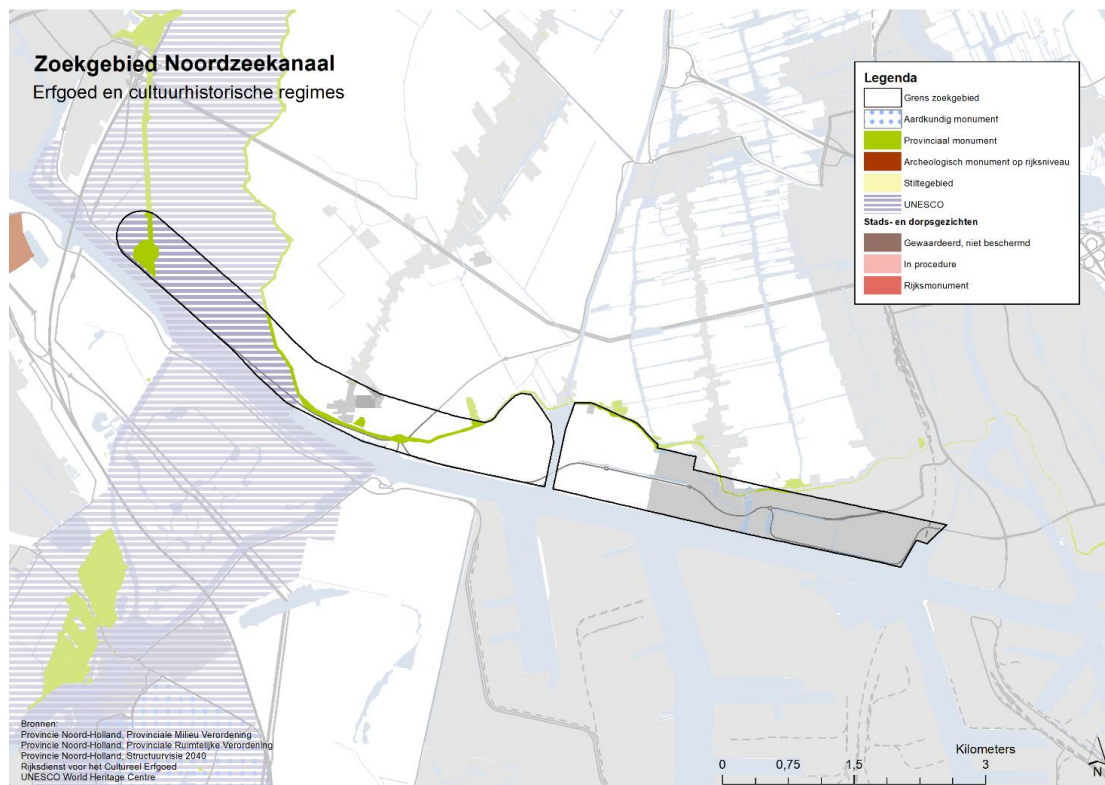 Zoekgebied Noordzeekanaal
Erfgoed en cultuurhistorische regimes
Legenda
Grens zoekgebied
Aardkundig monument
Provinciaal monument
Archeologisch monument op rijksniveau
Stiltegebied
UNESCO
Stads- en dorpsgezichten
Gewaardeerd, niet beschermd
In procedure
Rijksmonument
Bronnen:
Provincie Noord-Holland, Provinciale Milieu Verordening
Provincie Noord-Holland, Provinciale Ruimtelijke Verordening
Provincie Noord-Holland, Structuurvisie 2040
Rijksdienst voor het Cultureel Erfgoed
UNESCO World Heritage Centre
Kilometers
0 0,75 1,5 3
N